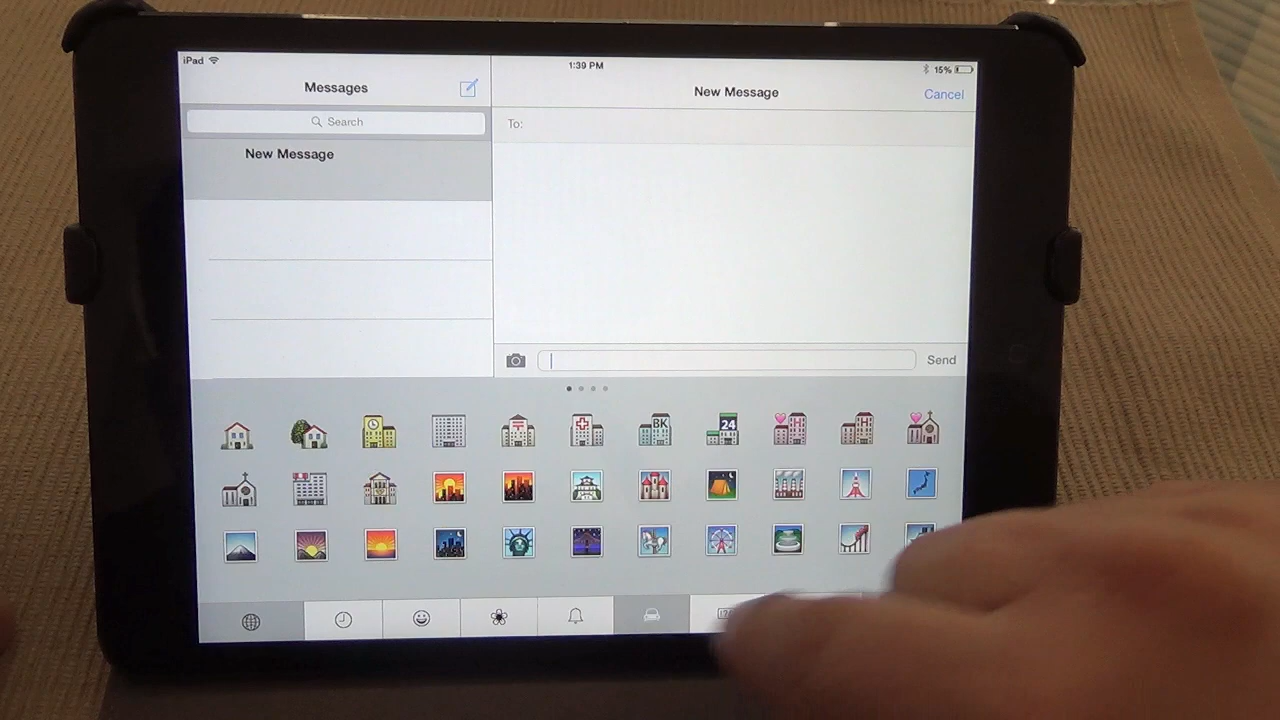 iPad
1:39 PM
15%
Messages
New Message
Cancel
Search
To:
New Message
Send
BK
24
H
H